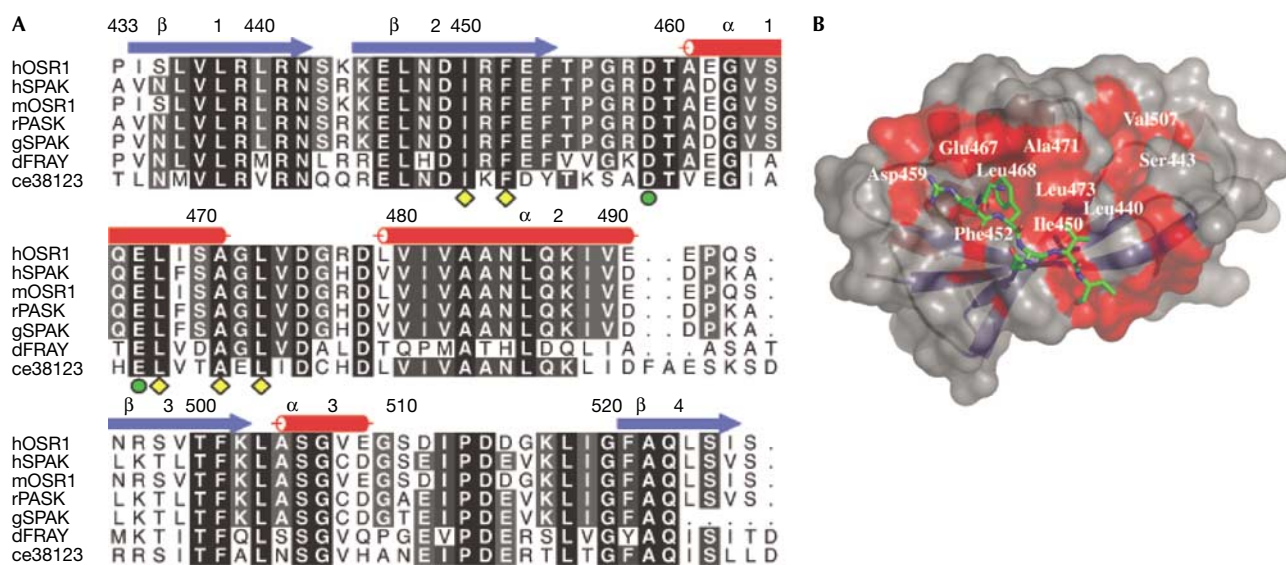 A
433 β 1 440 β 2 450 460 α 1
hOSR1 P I S L V L R L R N S K K E L N D I R F E F T P G R D T A E G V S
hSPAK A V N L V L R L R N S R K E L N D I R F E F T P G R D T A D G V S
mOSR1 P I S L V L R L R N S R K E L N D I R F E F T P G R D T A E G V S
rPASK A V N L V L R L R N S R K E L N D I R F E F T P G R D T A D G V S
gSPAK P V N L V L R L R N S R K E L N D I R F E F T P G R D T A D G V S
dFRAY P V N L V L R M R N L R R E L H D I R F E F V V G K D T A E G I A
ce38123 T L N M V L R V R N Q Q R E L N D I K F D Y T K S A D T V E G I A
470 480 α 2 490
hOSR1 Q E L I S A G L V D G R D L V I V A A N L Q K I V E . . E P Q S .
hSPAK Q E L F S A G L V D G H D V V I V A A N L Q K I V D . . D P K A .
mOSR1 Q E L I S A G L V D G R D L V I V A A N L Q K I V E . . E P Q S .
rPASK Q E L F S A G L V D G H D V V I V A A N L Q K I V D . . D P K A .
gSPAK Q E L F S A G L V D G H D V V I V A A N L Q K I V D . . D P K A .
dFRAY T E L V D A G L V D A L D T Q P M A T H L D Q L I A . . . A S A T
ce38123 H E L V T A E L I D C H D L V I V A A N L Q K L I D F A E S K S D
β 3 500 α 3 510 520 β 4
hOSR1 N R S V T F K L A S G V E G S D I P D D G K L I G F A Q L S I S .
hSPAK L K T L T F K L A S G C D G S E I P D E V K L I G F A Q L S V S .
mOSR1 N R S V T F K L A S G V E G S D I P D D G K L I G F A Q L S I S .
rPASK L K T L T F K L A S G C D G A E I P D E V K L I G F A Q L S V S .
gSPAK L K T L T F K L A S G C D G T E I P D E V K L I G F A Q . . . . .
dFRAY M K T I T F Q L S S G V Q P G E V P D E R S L V G Y A Q I S I T D
ce38123 R R S I T F A L N S G V H A N E I P D E R T L T G F A Q I S L L D
B
Val507
Glu467 Ala471
Ser443
Asp459 Leu468
Leu473
Leu440
Phe452 Ile450